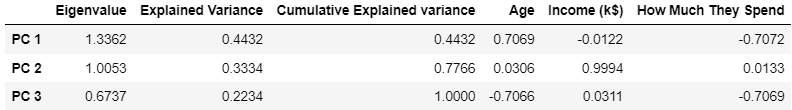 Eigenvalue Explained Variance Cumulative Explained variance Age Income (k$) How Much They Spend
PC 1 1.3362 0.4432 0.4432 0.7069 -0.0122 -0.7072
PC 2 1.0053 0.3334 0.7766 0.0306 0.9994 0.0133
PC 3 0.6737 0.2234 1.0000 -0.7066 0.0311 -0.7069